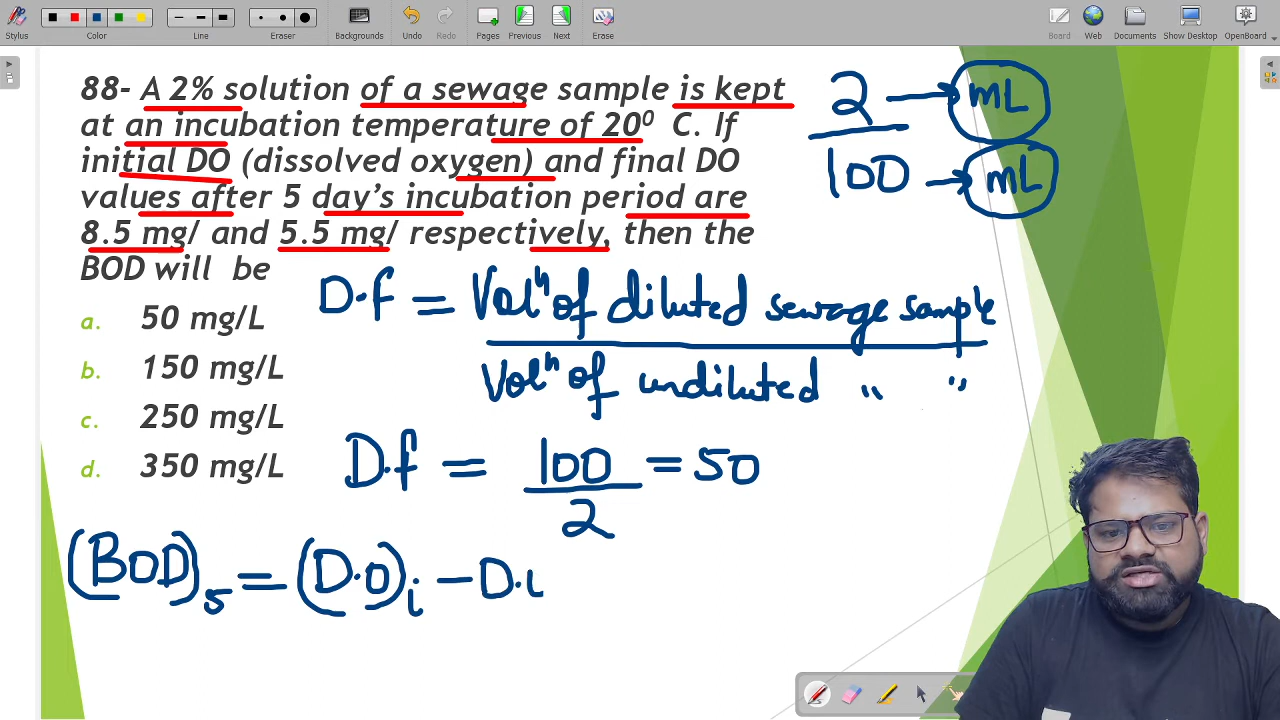 Stylus Color Line Eraser Backgrounds Undo Redo Pages Previous Next Erase Board Web Documents Show Desktop OpenBoard
88- A 2% solution of a sewage sample is kept
at an incubation temperature of 20⁰ C. If
initial DO (dissolved oxygen) and final DO
values after 5 day's incubation period are
8.5 mg/ and 5.5 mg/ respectively, then the
BOD will be
a. 50 mg/L
b. 150 mg/L
c. 250 mg/L
d. 350 mg/L
2 → mL
100 → mL
D.f = Volⁿ of diluted sewage sample
Volⁿ of undiluted " "
D.f = 100 = 50
2
(BOD)₅ = (D.O)i - D.